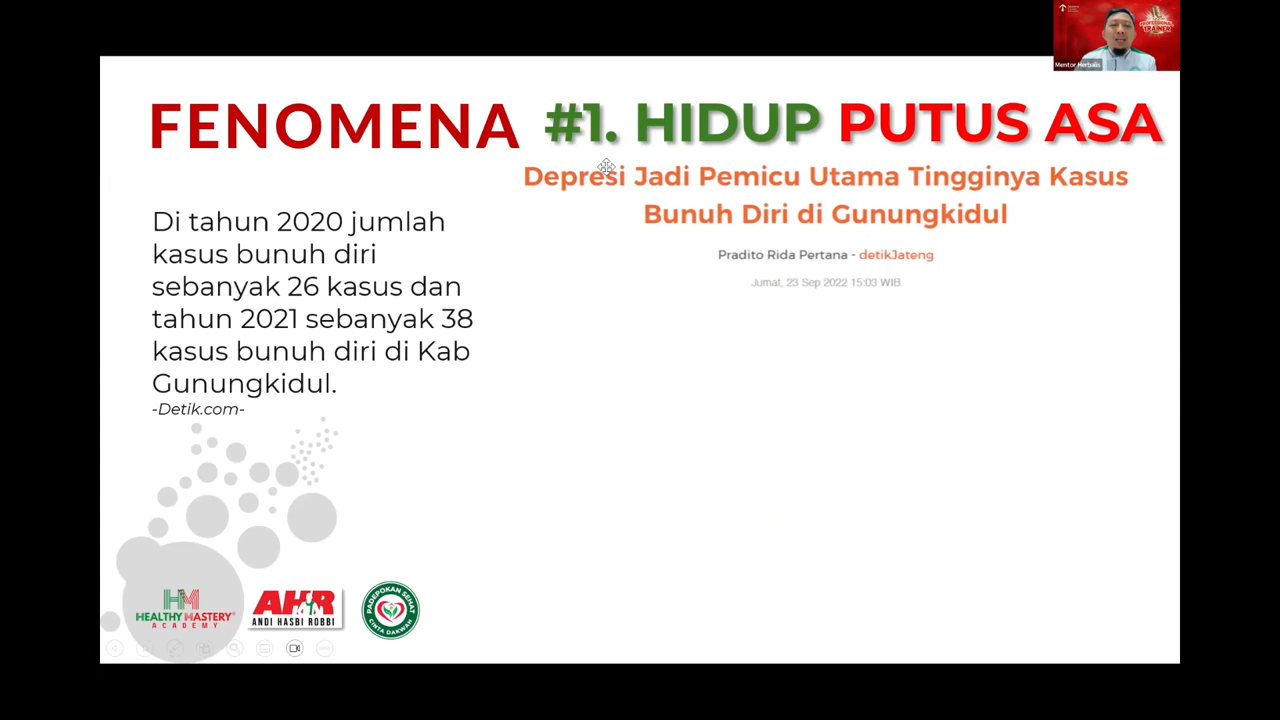 Mentor Herbalis
FENOMENA #1. HIDUP PUTUS ASA
Depresi Jadi Pemicu Utama Tingginya Kasus
Bunuh Diri di Gunungkidul
Pradito Rida Pertana - detikJateng
Jumat, 23 Sep 2022 15:03 WIB
Di tahun 2020 jumlah
kasus bunuh diri
sebanyak 26 kasus dan
tahun 2021 sebanyak 38
kasus bunuh diri di Kab
Gunungkidul.
-Detik.com-
HM
HEALTHY MASTERY
ACADEMY
AHR
ANDI HASBI ROBBI
PADEPOKAN SEHAT
CINTA DAKWAH